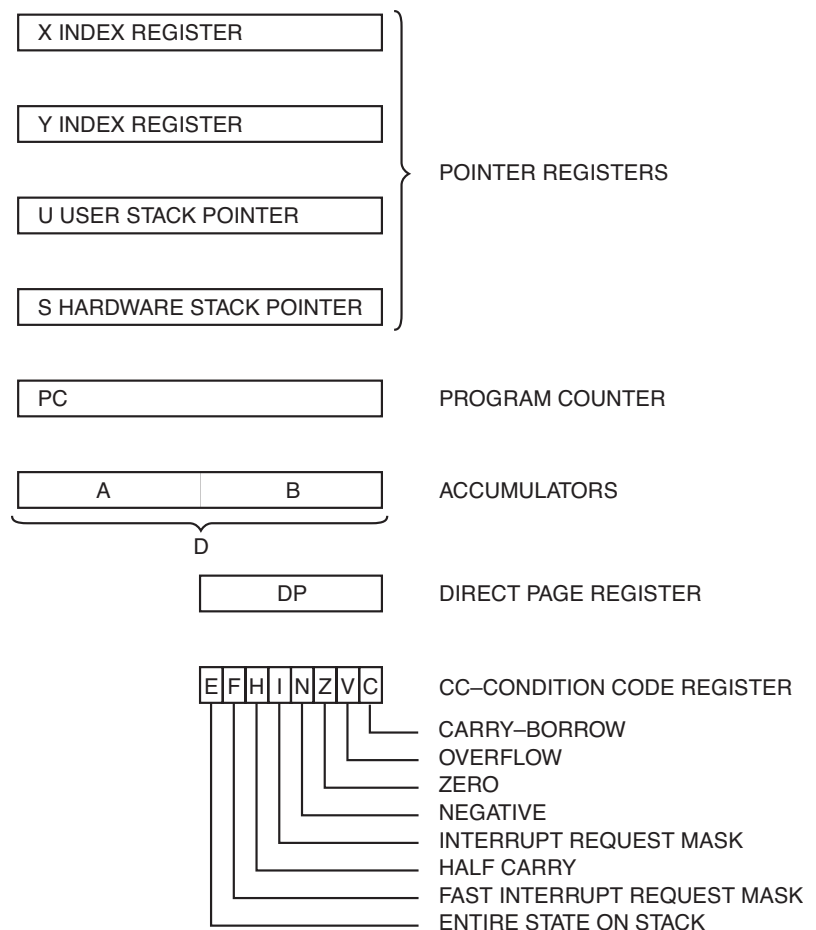 X INDEX REGISTER
Y INDEX REGISTER
POINTER REGISTERS
U USER STACK POINTER
S HARDWARE STACK POINTER
PC PROGRAM COUNTER
A B ACCUMULATORS
D
DP DIRECT PAGE REGISTER
E F H I N Z V C CC–CONDITION CODE REGISTER
CARRY–BORROW
OVERFLOW
ZERO
NEGATIVE
INTERRUPT REQUEST MASK
HALF CARRY
FAST INTERRUPT REQUEST MASK
ENTIRE STATE ON STACK